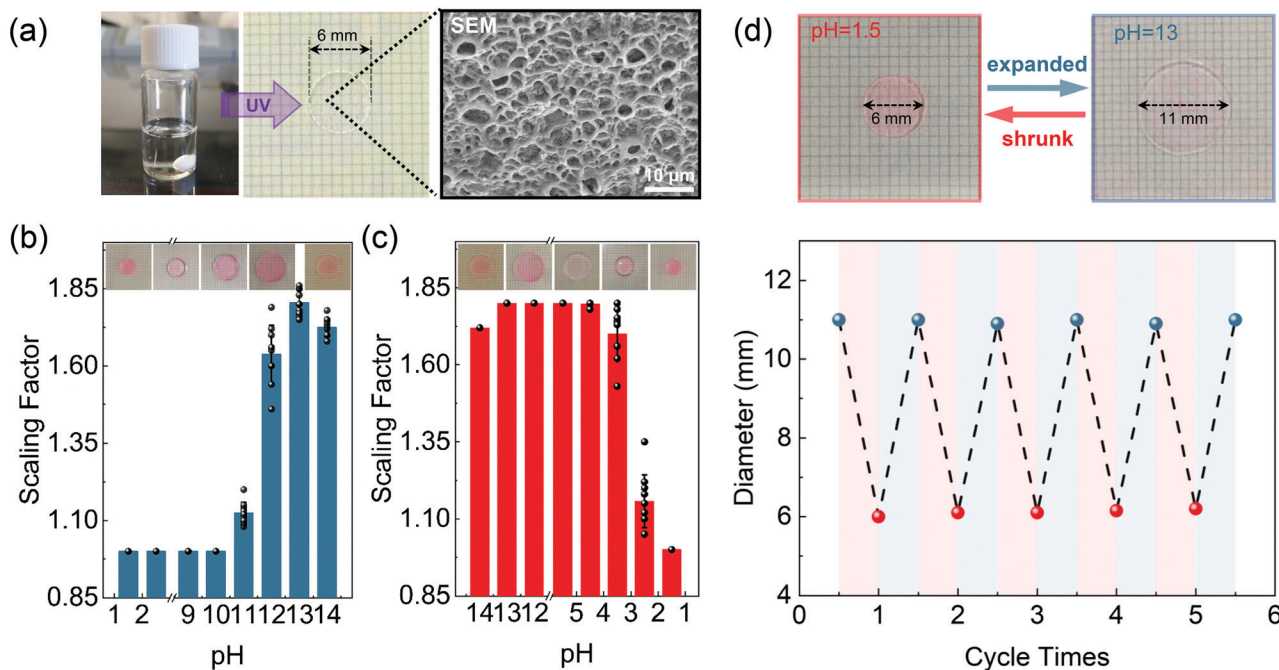 (a)
6 mm
UV
SEM
10 µm
(d)
pH=1.5
6 mm
expanded
shrunk
pH=13
11 mm
(b)
1.85
1.60
1.35
1.10
0.85
Scaling Factor
1 2 9 10 11 12 13 14
pH
(c)
1.85
1.60
1.35
1.10
0.85
Scaling Factor
14 13 12 5 4 3 2 1
pH
12
10
8
6
4
Diameter (mm)
0 1 2 3 4 5 6
Cycle Times